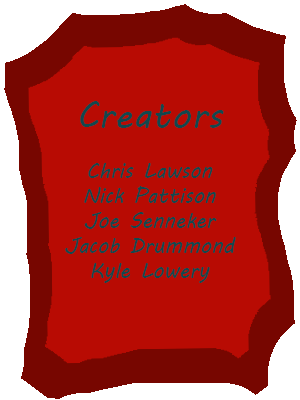 Creators
Chris Lawson
Nick Pattison
Joe Senneker
Jacob Drummond
Kyle Lowery